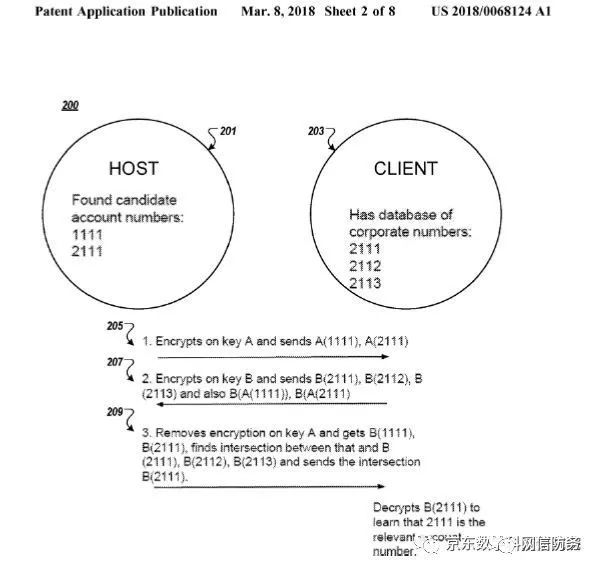 Patent Application Publication Mar. 8, 2018 Sheet 2 of 8 US 2018/0068124 A1
200
201
203
HOST
Found candidate
account numbers:
1111
2111
CLIENT
Has database of
corporate numbers:
2111
2112
2113
205
1. Encrypts on key A and sends A(1111), A(2111)
207
2. Encrypts on key B and sends B(2111), B(2112), B
(2113) and also B(A(1111)), B(A(2111)
209
3. Removes encryption on key A and gets B(1111),
B(2111), finds intersection between that and B
(2111), B(2112), B(2113) and sends the intersection
B(2111).
Decrypts B(2111) to
learn that 2111 is the
relevant account
number.
京东数 科网信防